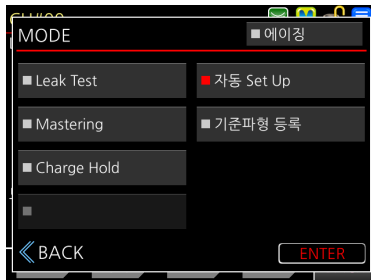 MODE
에이징
Leak Test
자동 Set Up
Mastering
기준파형 등록
Charge Hold
BACK
ENTER